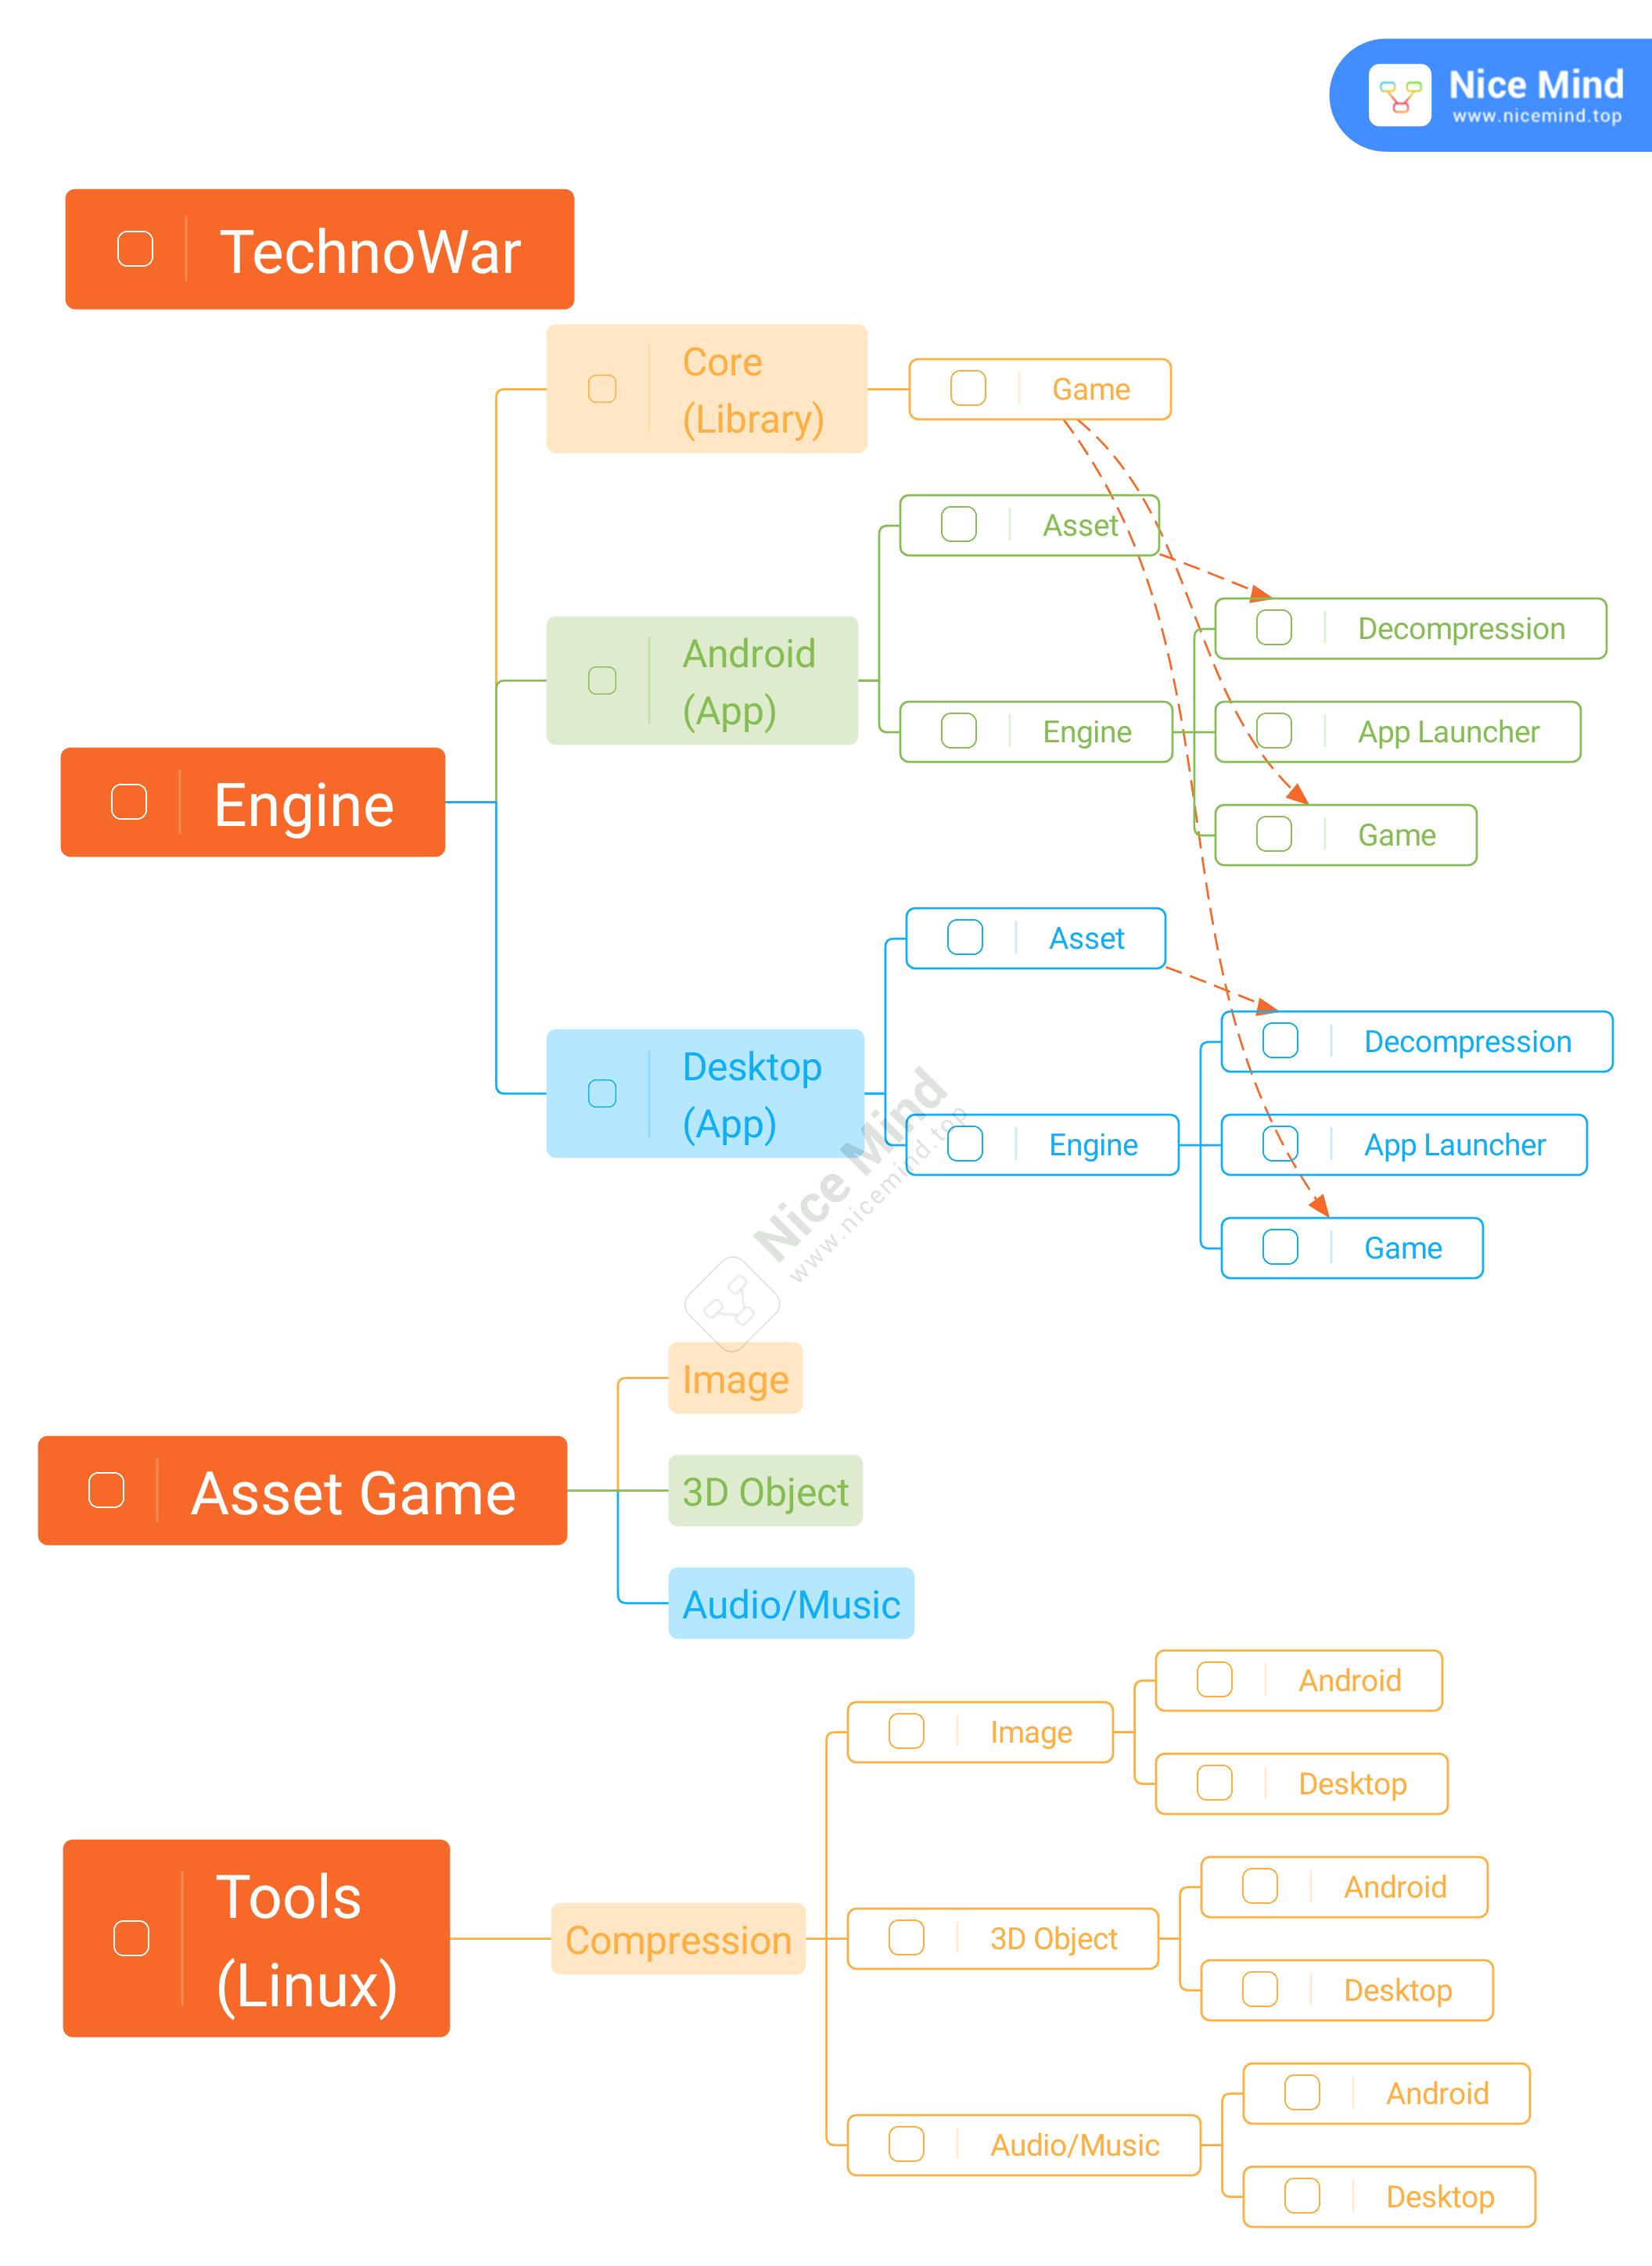 Nice Mind
www.nicemind.top
TechnoWar
Core
(Library)
Game
Asset
Decompression
Android
(App)
Engine
App Launcher
Game
Engine
Asset
Decompression
Desktop
(App)
Engine
App Launcher
Game
Nice Mind
www.nicemind.top
Image
Asset Game
3D Object
Audio/Music
Android
Image
Desktop
Tools
(Linux)
Compression
Android
3D Object
Desktop
Android
Audio/Music
Desktop